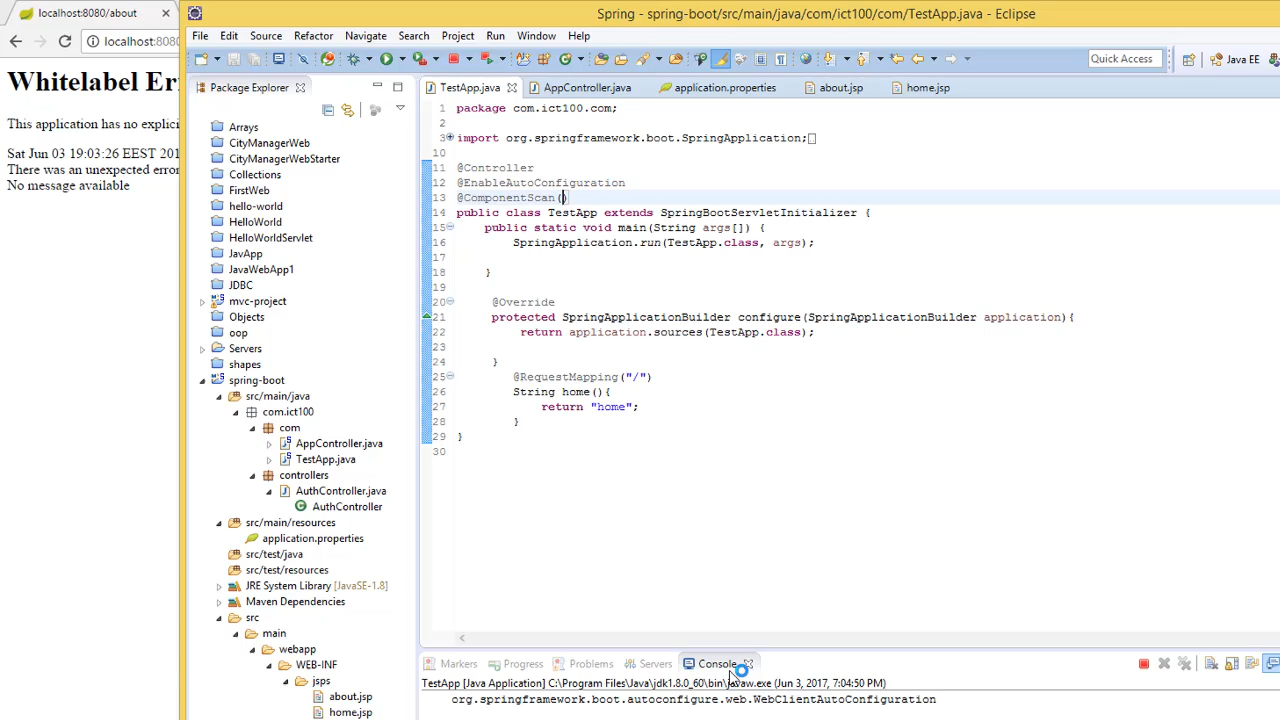 localhost:8080/about
localhost:8080
Whitelabel Er
This application has no explici
Sat Jun 03 19:03:26 EEST 201
There was an unexpected error
No message available
Spring - spring-boot/src/main/java/com/ict100/com/TestApp.java - Eclipse
File Edit Source Refactor Navigate Search Project Run Window Help
Quick Access
Java EE
Package Explorer
Arrays
CityManagerWeb
CityManagerWebStarter
Collections
FirstWeb
hello-world
HelloWorld
HelloWorldServlet
JavApp
JavaWebApp1
JDBC
mvc-project
Objects
oop
Servers
shapes
spring-boot
src/main/java
com.ict100
com
AppController.java
TestApp.java
controllers
AuthController.java
AuthController
src/main/resources
application.properties
src/test/java
src/test/resources
JRE System Library [JavaSE-1.8]
Maven Dependencies
src
main
webapp
WEB-INF
jsps
about.jsp
home.jsp
TestApp.java AppController.java application.properties about.jsp home.jsp
1 package com.ict100.com;
2
3 import org.springframework.boot.SpringApplication;
10
11 @Controller
12 @EnableAutoConfiguration
13 @ComponentScan()
14 public class TestApp extends SpringBootServletInitializer {
15 public static void main(String args[]) {
16 SpringApplication.run(TestApp.class, args);
17
18 }
19
20 @Override
21 protected SpringApplicationBuilder configure(SpringApplicationBuilder application){
22 return application.sources(TestApp.class);
23
24 }
25 @RequestMapping("/")
26 String home(){
27 return "home";
28 }
29 }
30
Markers Progress Problems Servers Console
TestApp [Java Application] C:\Program Files\Java\jdk1.8.0_60\bin\javaw.exe (Jun 3, 2017, 7:04:50 PM)
org.springframework.boot.autoconfigure.web.WebClientAutoConfiguration